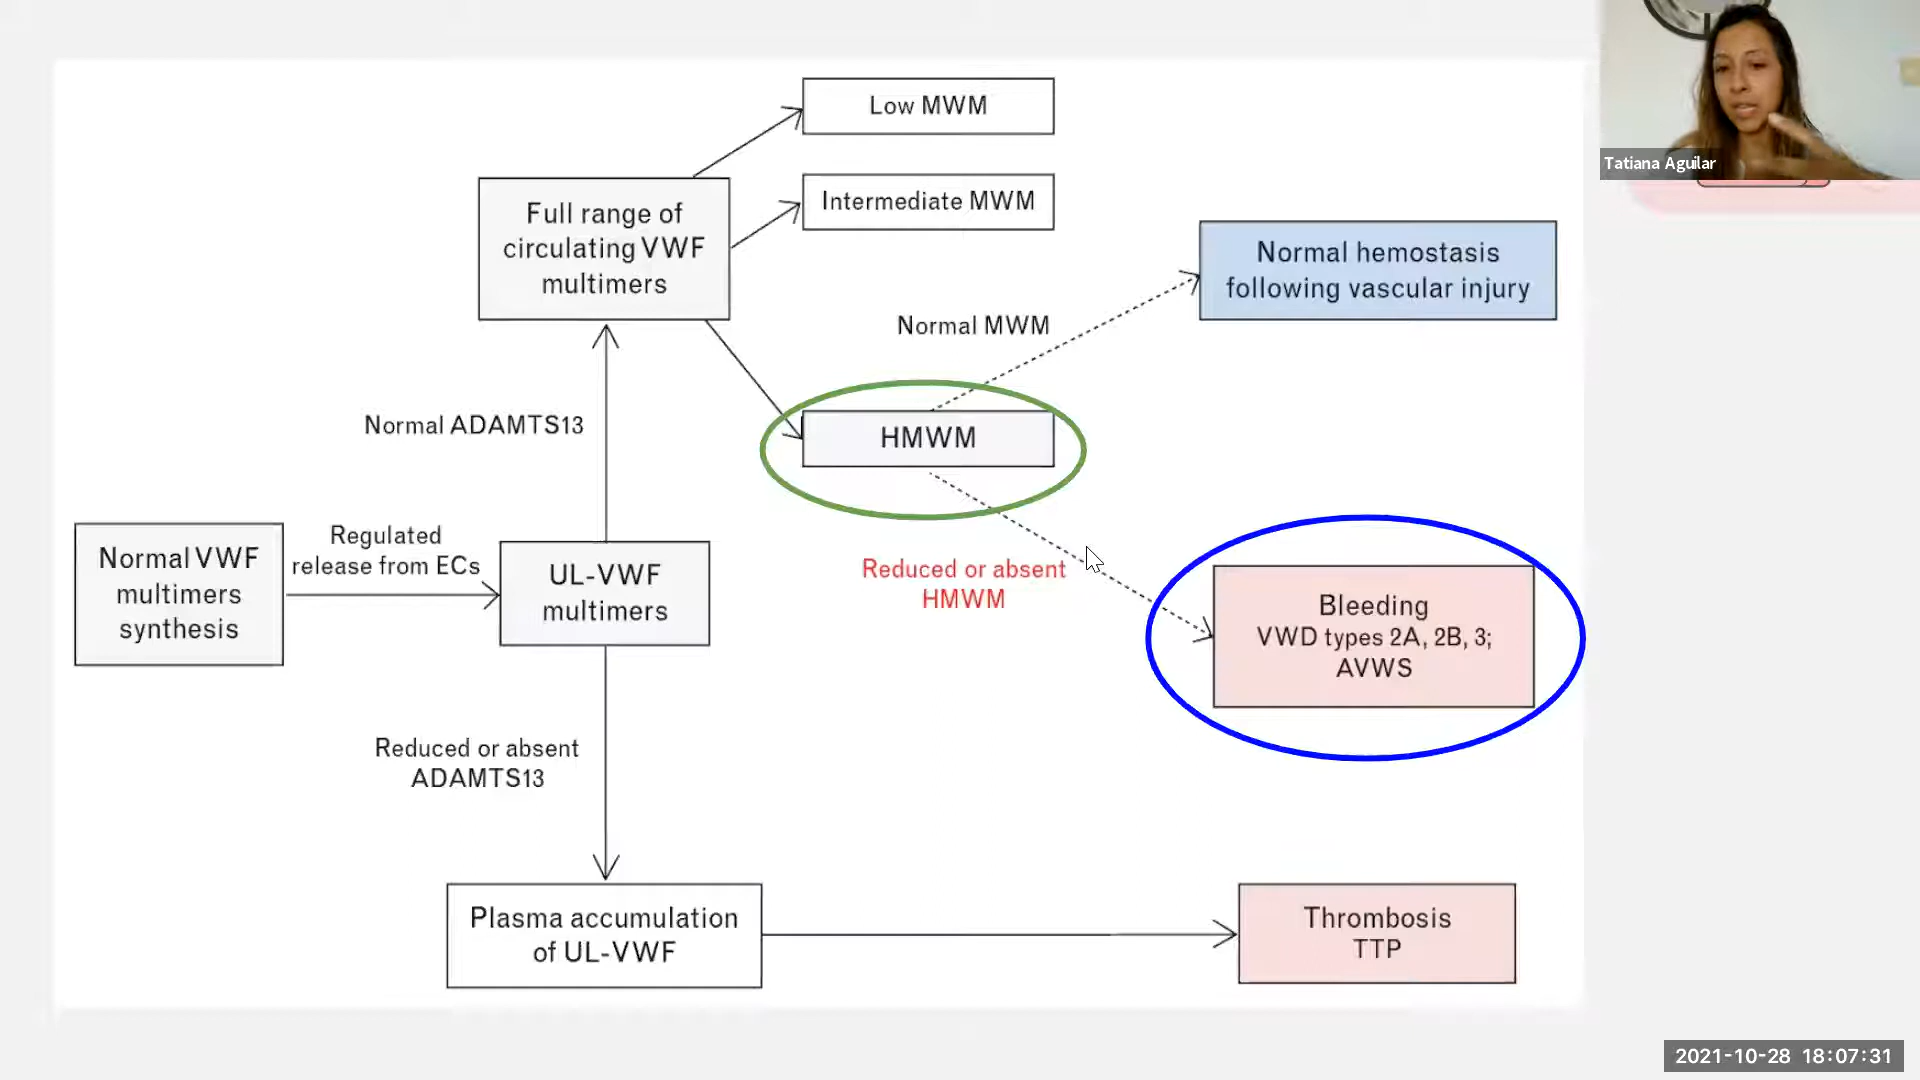 Low MWM
Tatiana Aguilar
Intermediate MWM
Full range of
circulating VWF
multimers
Normal hemostasis
following vascular injury
Normal MWM
Normal ADAMTS13
HMWM
Regulated
release from ECs
Normal VWF
multimers
synthesis
UL-VWF
multimers
Reduced or absent
HMWM
Bleeding
VWD types 2A, 2B, 3;
AVWS
Reduced or absent
ADAMTS13
Plasma accumulation
of UL-VWF
Thrombosis
TTP
2021-10-28 18:07:31